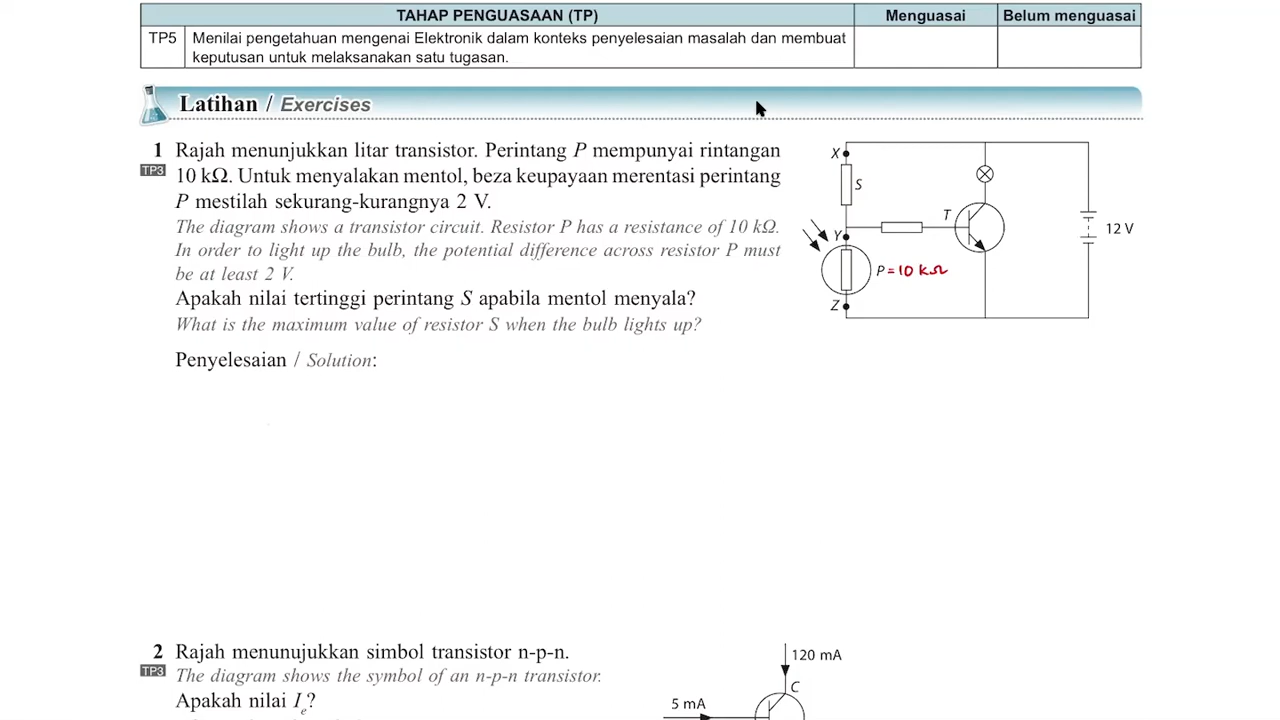 TAHAP PENGUASAAN (TP) Menguasai Belum menguasai
TP5 Menilai pengetahuan mengenai Elektronik dalam konteks penyelesaian masalah dan membuat
keputusan untuk melaksanakan satu tugasan.
Latihan / Exercises
1 Rajah menunjukkan litar transistor. Perintang P mempunyai rintangan
TP3 10 kΩ. Untuk menyalakan mentol, beza keupayaan merentasi perintang
P mestilah sekurang-kurangnya 2 V.
The diagram shows a transistor circuit. Resistor P has a resistance of 10 kΩ.
In order to light up the bulb, the potential difference across resistor P must
be at least 2 V.
Apakah nilai tertinggi perintang S apabila mentol menyala?
What is the maximum value of resistor S when the bulb lights up?
X
S
T
Y
12 V
P = 10 kΩ
Z
Penyelesaian / Solution:
2 Rajah menunujukkan simbol transistor n-p-n.
TP3 The diagram shows the symbol of an n-p-n transistor.
Apakah nilai Ie?
120 mA
C
5 mA